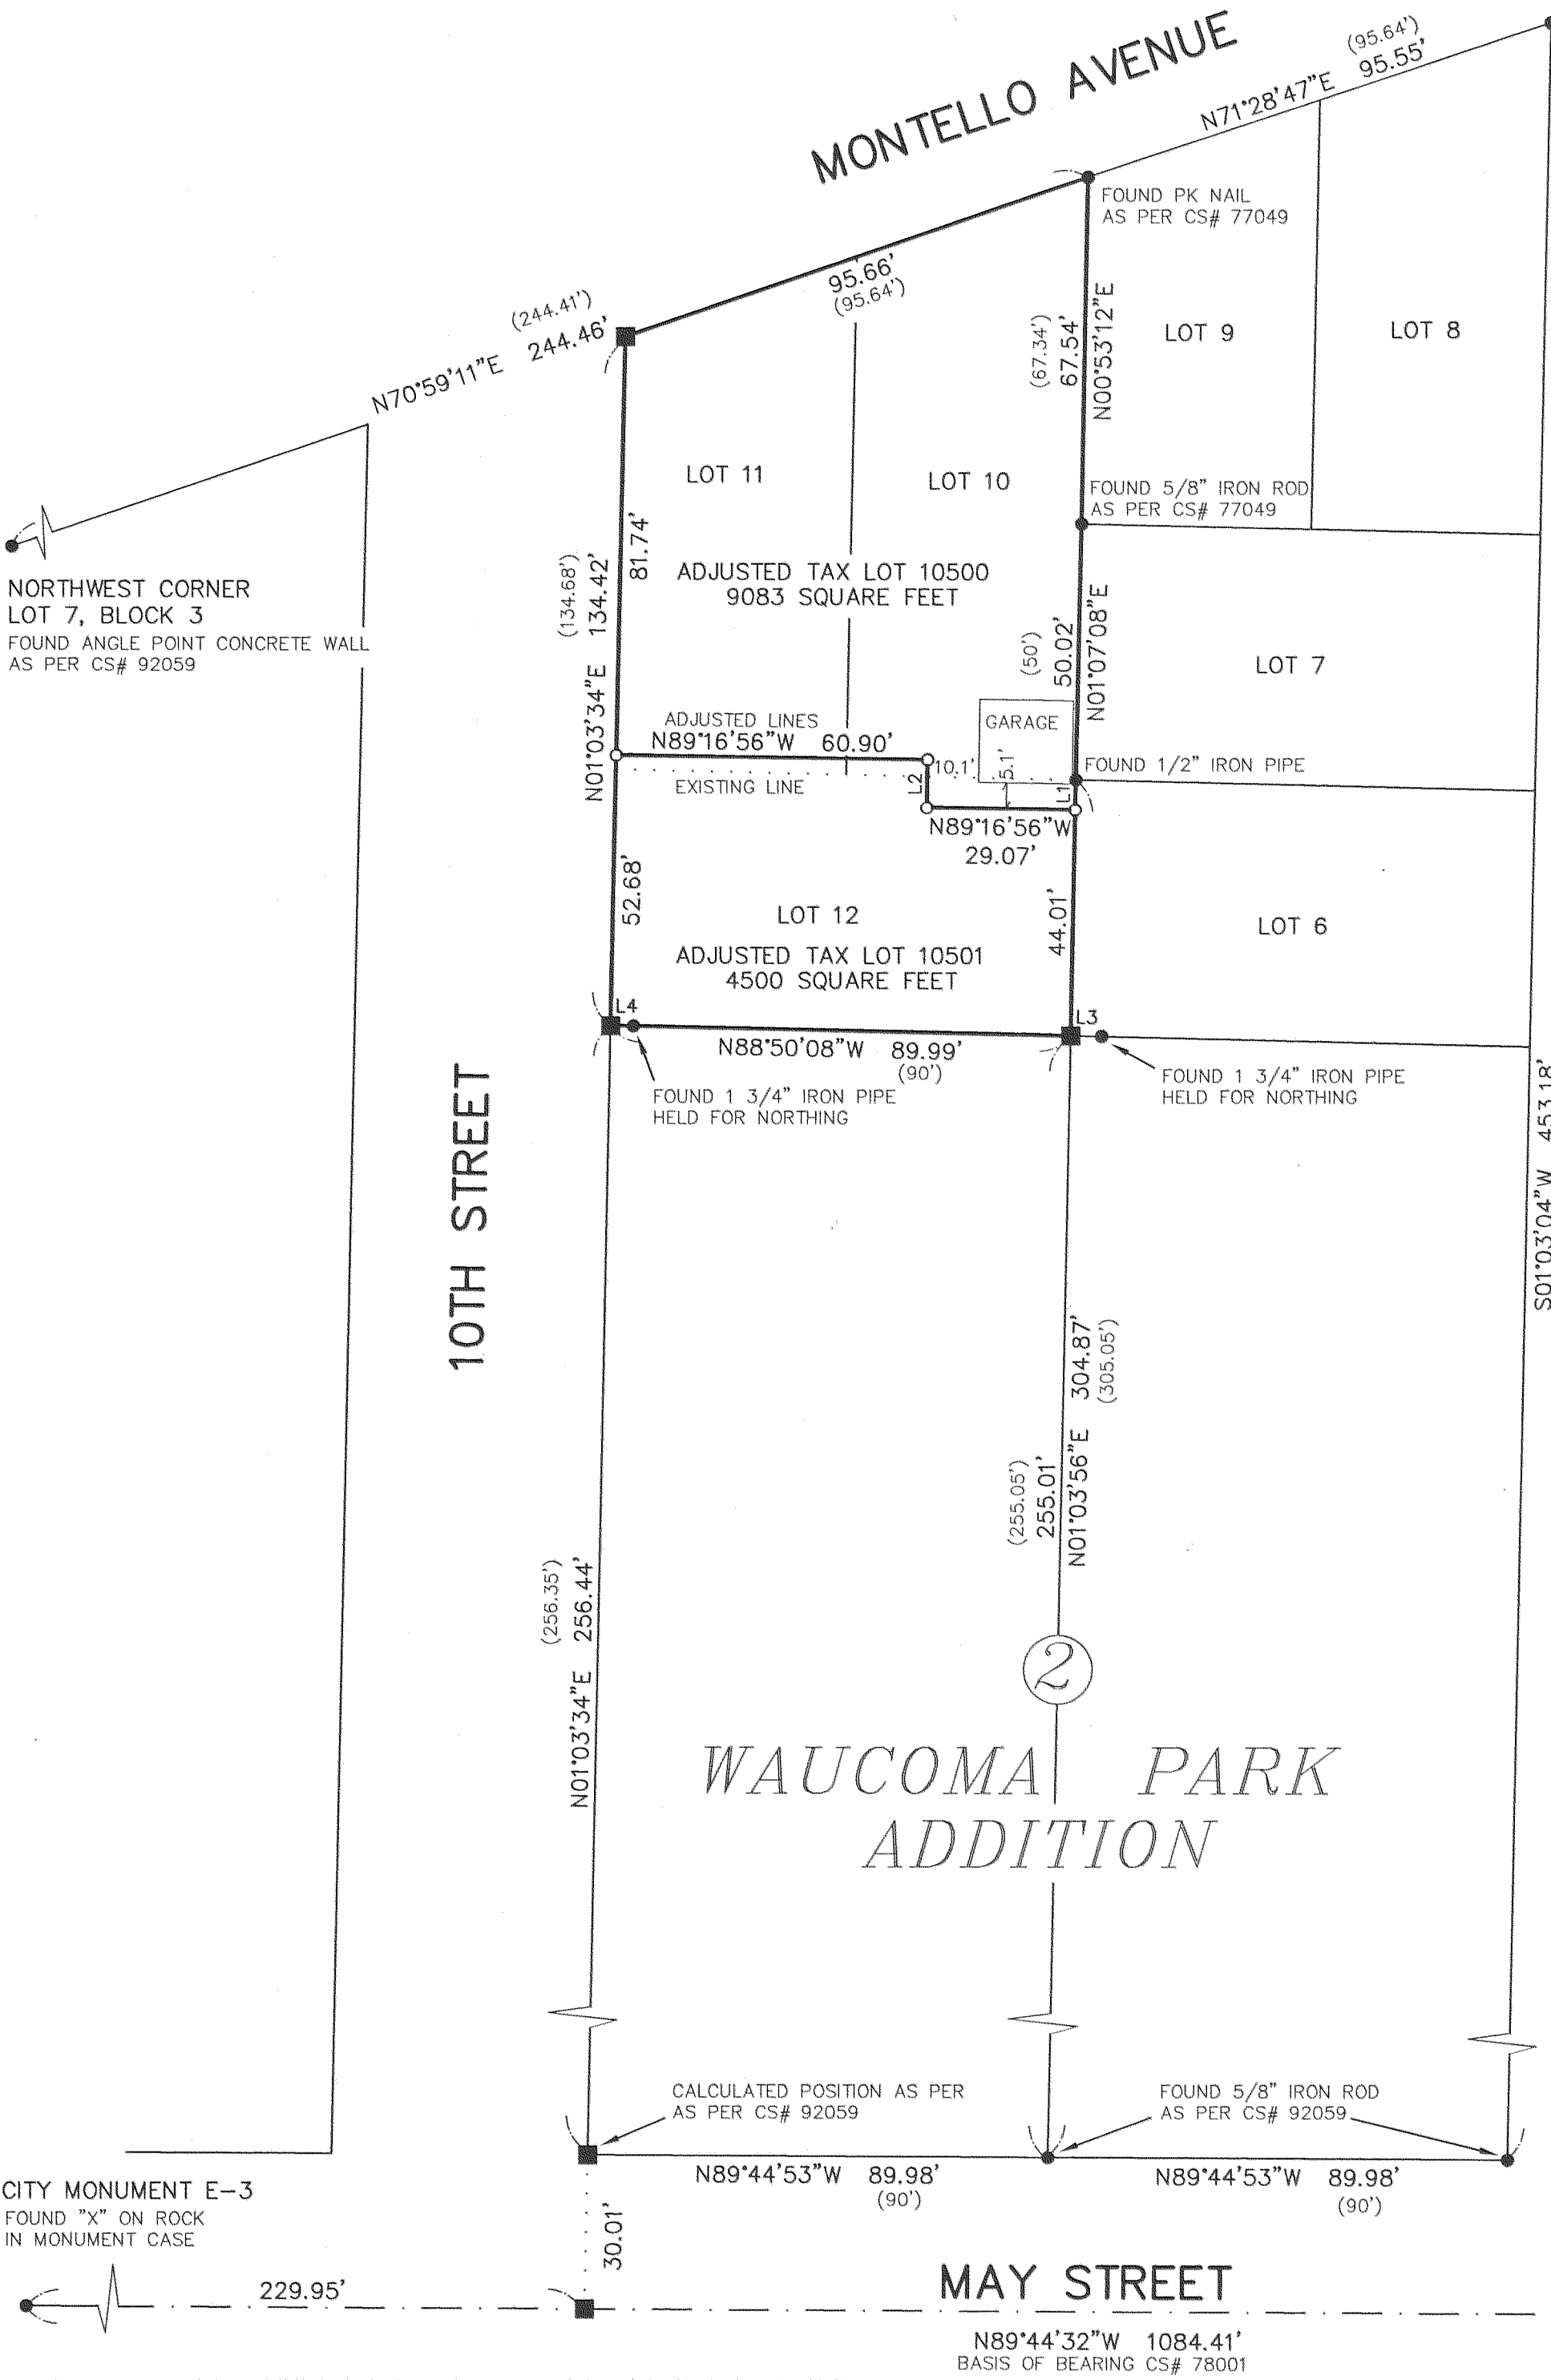 MONTELLO AVENUE
(95.64')
N71°28'47"E 95.55'
FOUND PK NAIL
AS PER CS# 77049
95.66'
(95.64')
(244.41')
N70°59'11"E 244.46'
(67.34')
67.54'
N00°53'12"E
LOT 9
LOT 8
LOT 11
LOT 10
FOUND 5/8" IRON ROD
AS PER CS# 77049
NORTHWEST CORNER
LOT 7, BLOCK 3
FOUND ANGLE POINT CONCRETE WALL
AS PER CS# 92059
(134.68')
N01°03'34"E 134.42'
81.74'
ADJUSTED TAX LOT 10500
9083 SQUARE FEET
(50')
50.02'
N01°07'08"E
LOT 7
ADJUSTED LINES
N89°16'56"W 60.90'
GARAGE
10.1'
5.1'
FOUND 1/2" IRON PIPE
EXISTING LINE
L2
L1
N89°16'56"W
29.07'
52.68'
LOT 12
ADJUSTED TAX LOT 10501
4500 SQUARE FEET
44.01'
LOT 6
L4
L3
N88°50'08"W 89.99'
(90')
FOUND 1 3/4" IRON PIPE
HELD FOR NORTHING
FOUND 1 3/4" IRON PIPE
HELD FOR NORTHING
S01°03'04"W 453.18'
10TH STREET
N01°03'56"E 304.87'
(305.05')
(255.05')
255.01'
(256.35')
N01°03'34"E 256.44'
2
WAUCOMA PARK
ADDITION
CALCULATED POSITION AS PER
AS PER CS# 92059
FOUND 5/8" IRON ROD
AS PER CS# 92059
N89°44'53"W 89.98'
(90')
N89°44'53"W 89.98'
(90')
CITY MONUMENT E-3
FOUND "X" ON ROCK
IN MONUMENT CASE
30.01'
229.95'
MAY STREET
N89°44'32"W 1084.41'
BASIS OF BEARING CS# 78001